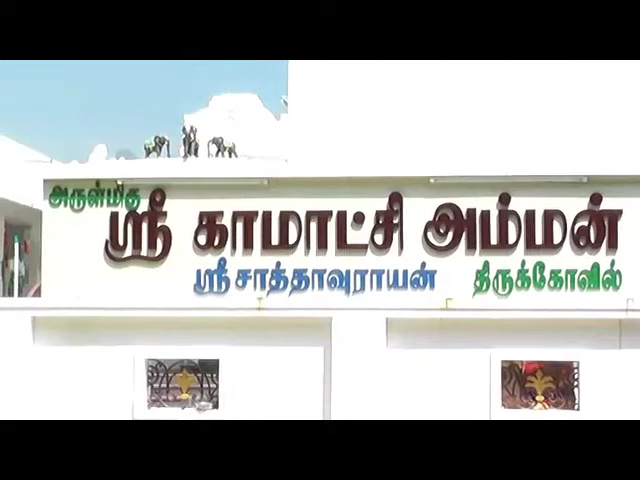 அருள்மிகு
ஸ்ரீ காமாட்சி அம்மன்
ஸ்ரீ சாத்தாவுராயன் திருக்கோவில்